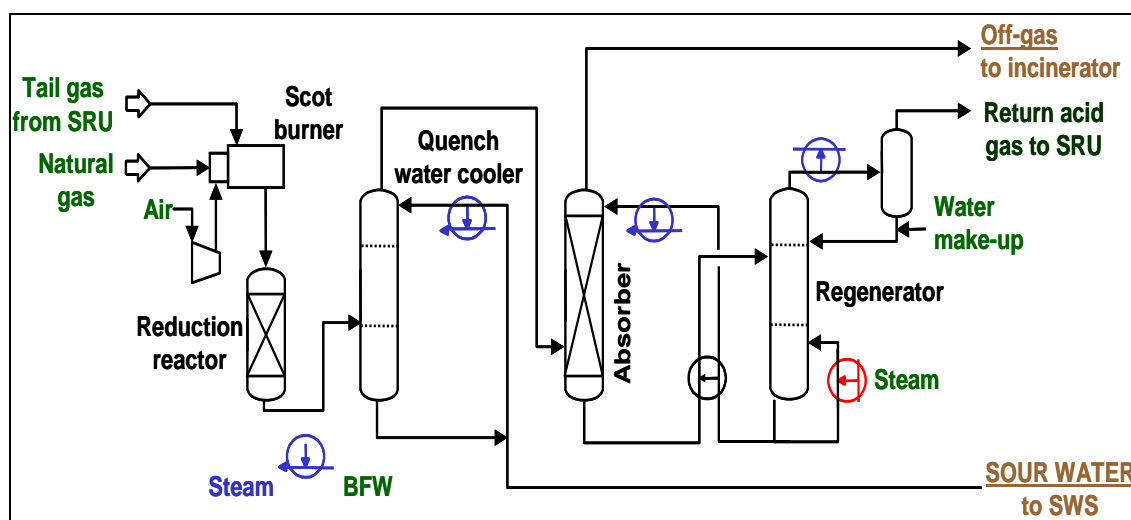 Tail gas
from SRU
Natural
gas
Air
Scot
burner
Reduction
reactor
Quench
water cooler
Steam
BFW
Absorber
Regenerator
Steam
Off-gas
to incinerator
Return acid
gas to SRU
Water
make-up
SOUR WATER
to SWS